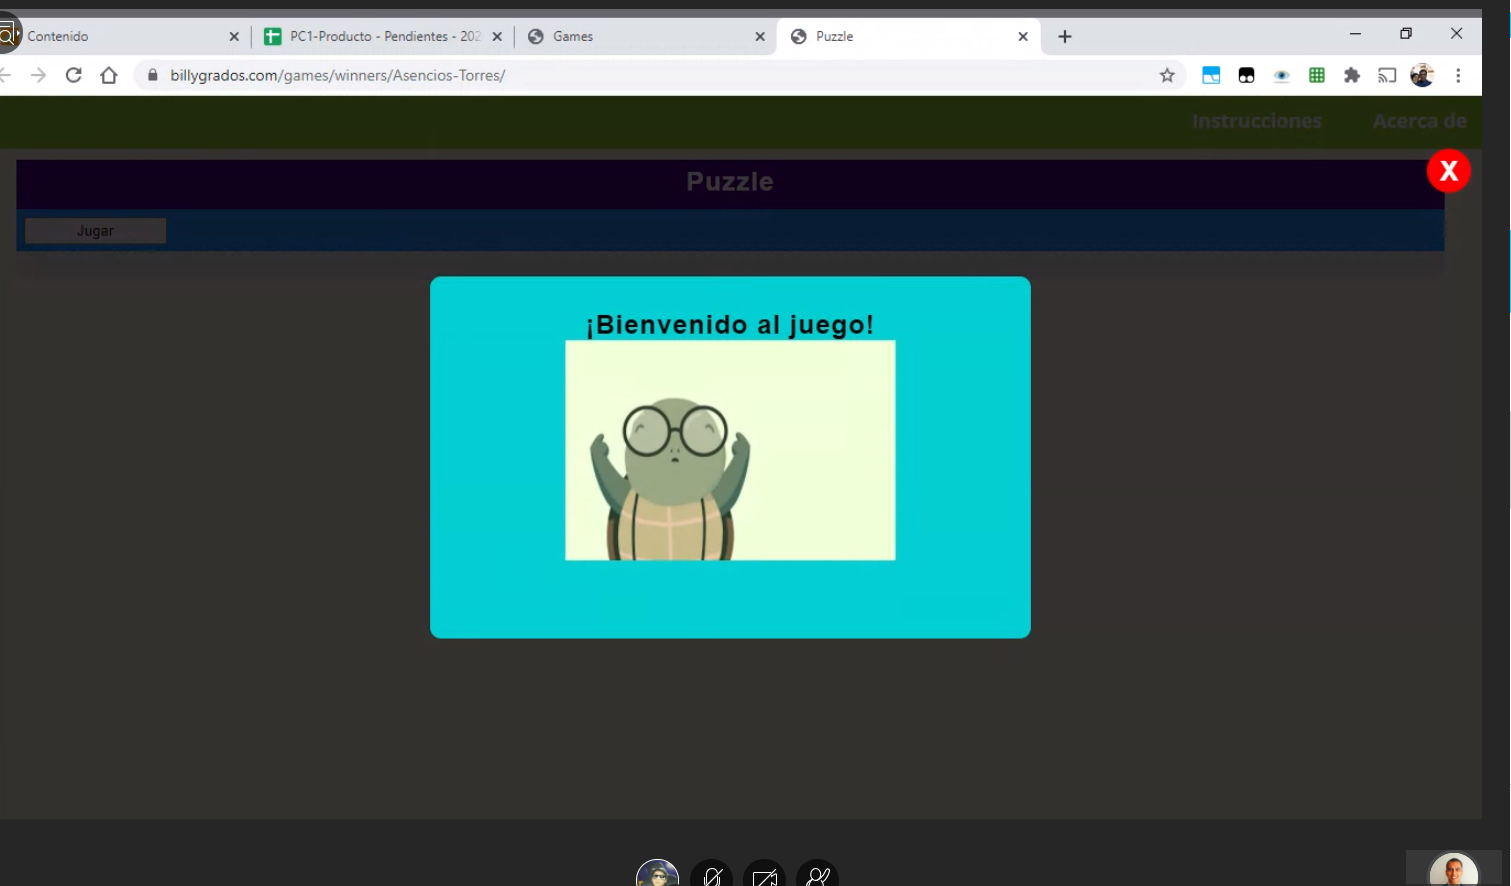 Contenido
PC1-Producto - Pendientes - 202
Games
Puzzle
billygrados.com/games/winners/Asencios-Torres/
Instrucciones
Acerca de
X
Puzzle
Jugar
¡Bienvenido al juego!